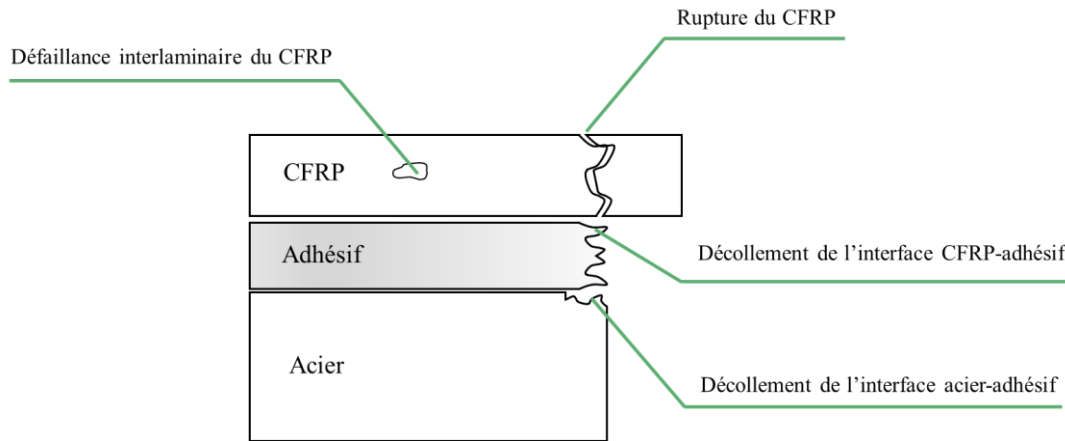 Rupture du CFRP
Défaillance interlaminaire du CFRP
CFRP
Adhésif
Décollement de l’interface CFRP-adhésif
Acier
Décollement de l’interface acier-adhésif